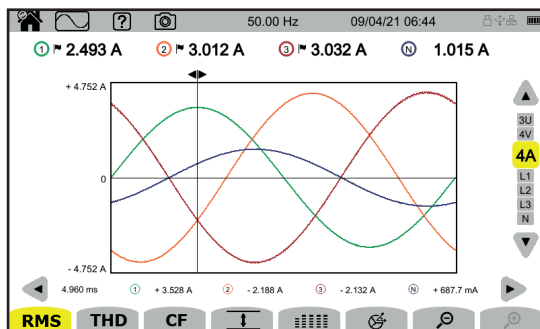 ? 50.00 Hz 09/04/21 06:44
1 2.493 A 2 3.012 A 3 3.032 A N 1.015 A
+ 4.752 A
0
- 4.752 A
3U
4V
4A
L1
L2
L3
N
4.960 ms 1 + 3.528 A 2 - 2.188 A 3 - 2.132 A N + 687.7 mA
RMS THD CF